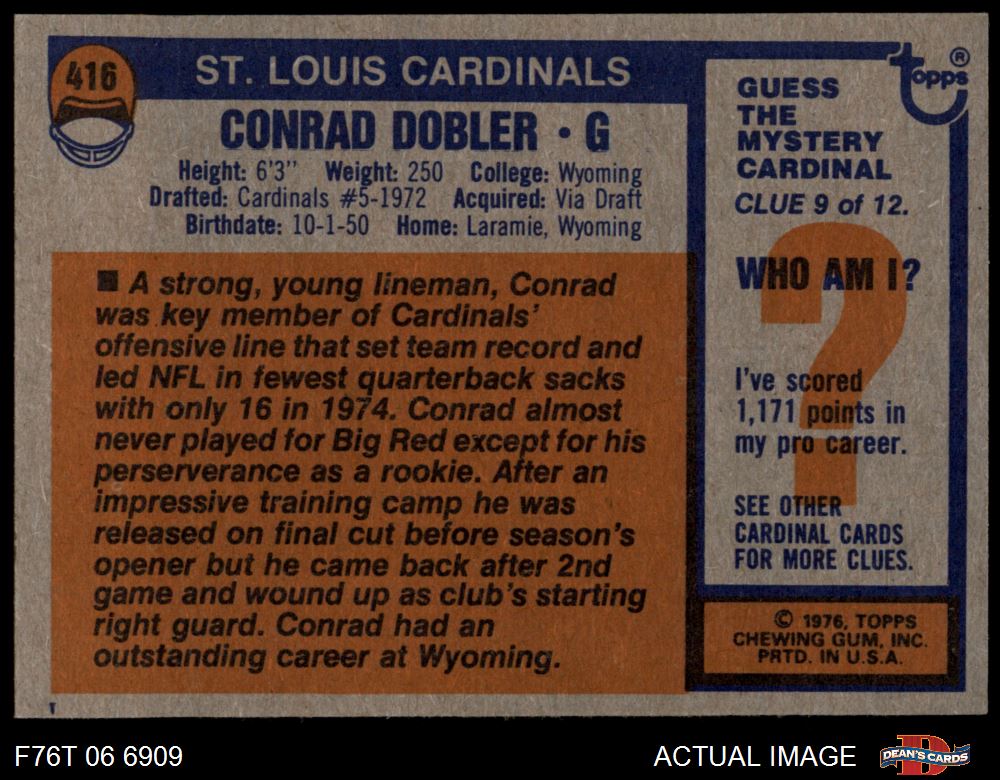 416
ST. LOUIS CARDINALS
CONRAD DOBLER • G
Height: 6'3" Weight: 250 College: Wyoming
Drafted: Cardinals #5-1972 Acquired: Via Draft
Birthdate: 10-1-50 Home: Laramie, Wyoming
■ A strong, young lineman, Conrad
was key member of Cardinals'
offensive line that set team record and
led NFL in fewest quarterback sacks
with only 16 in 1974. Conrad almost
never played for Big Red except for his
perserverance as a rookie. After an
impressive training camp he was
released on final cut before season's
opener but he came back after 2nd
game and wound up as club's starting
right guard. Conrad had an
outstanding career at Wyoming.
topps ®
GUESS
THE
MYSTERY
CARDINAL
CLUE 9 of 12.
?
WHO AM I?
I've scored
1,171 points in
my pro career.
SEE OTHER
CARDINAL CARDS
FOR MORE CLUES.
© 1976, TOPPS
CHEWING GUM, INC.
PRTD. IN U.S.A.
T
F76T 06 6909
ACTUAL IMAGE
DEAN'S CARDS